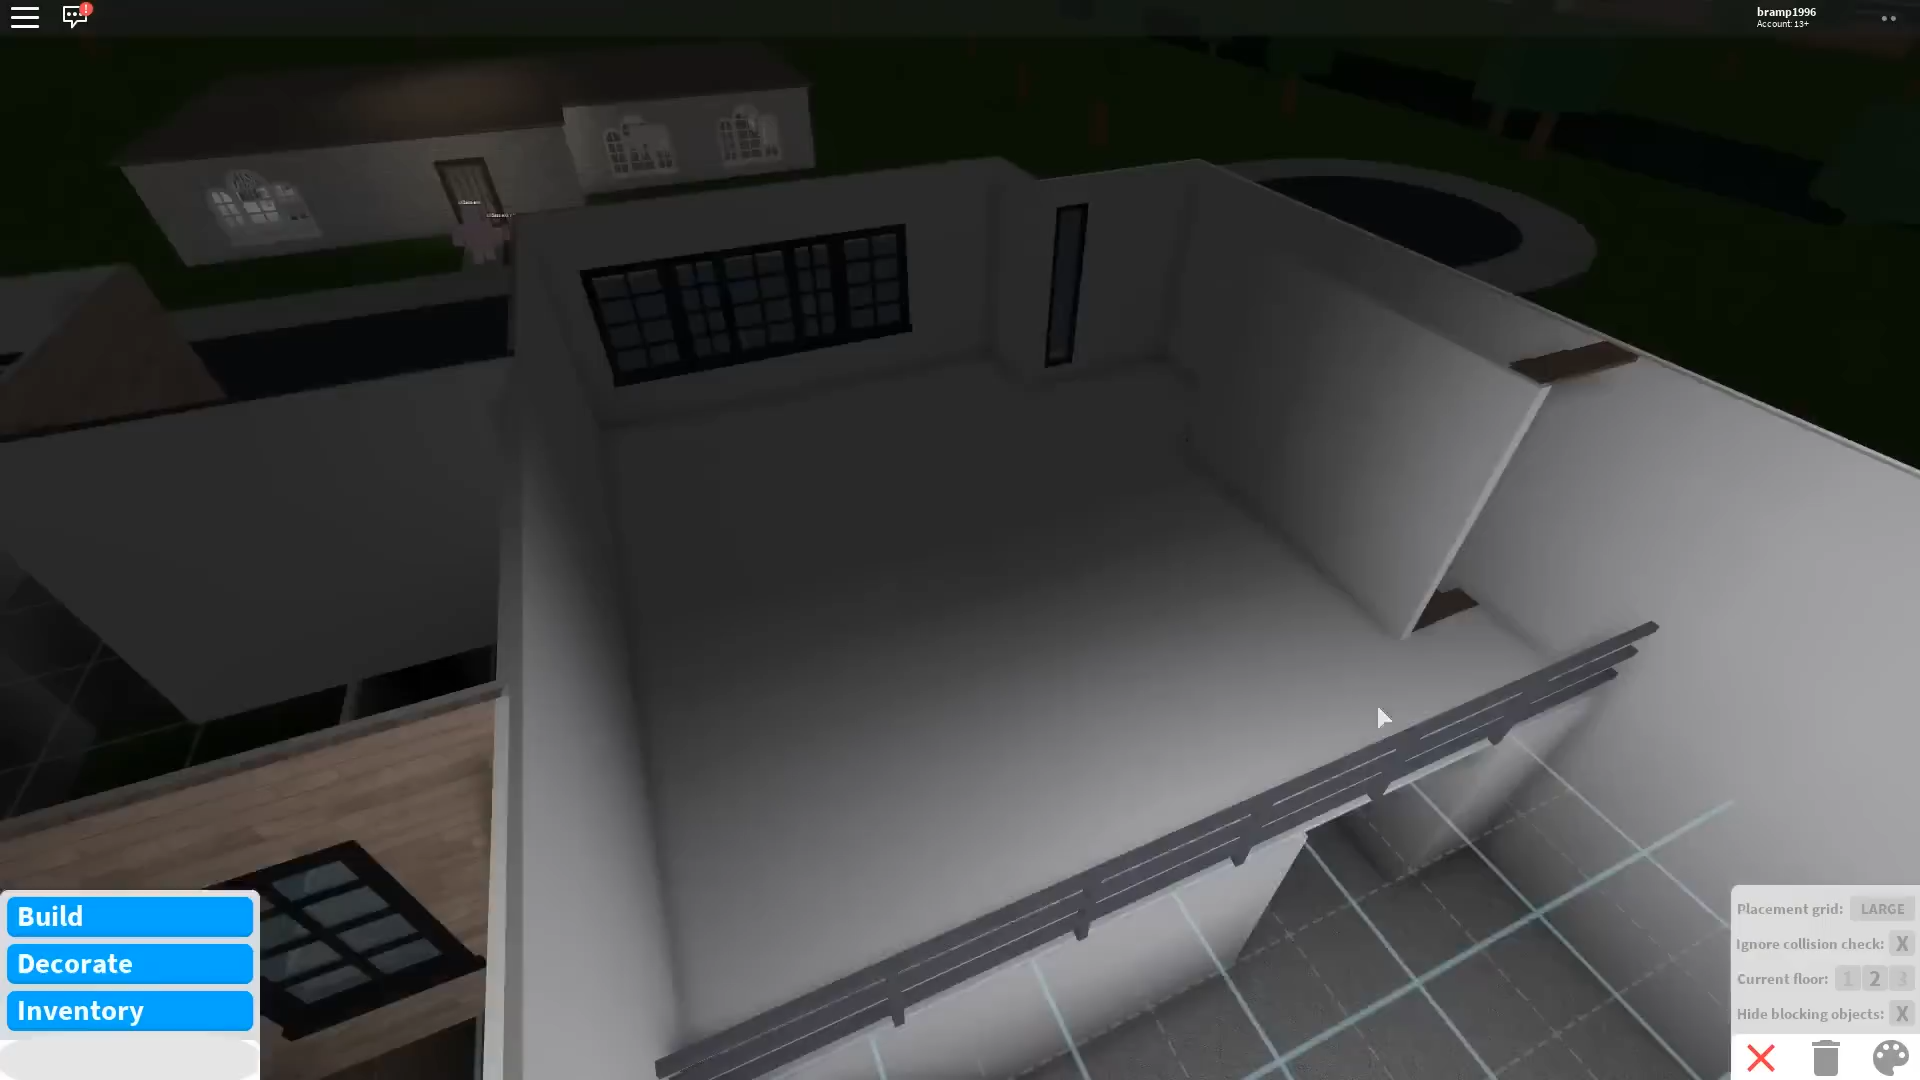 !
bramp1996
Account: 13+
Build
Decorate
Inventory
Placement grid: LARGE
Ignore collision check: X
Current floor: 1 2 3
Hide blocking objects: X